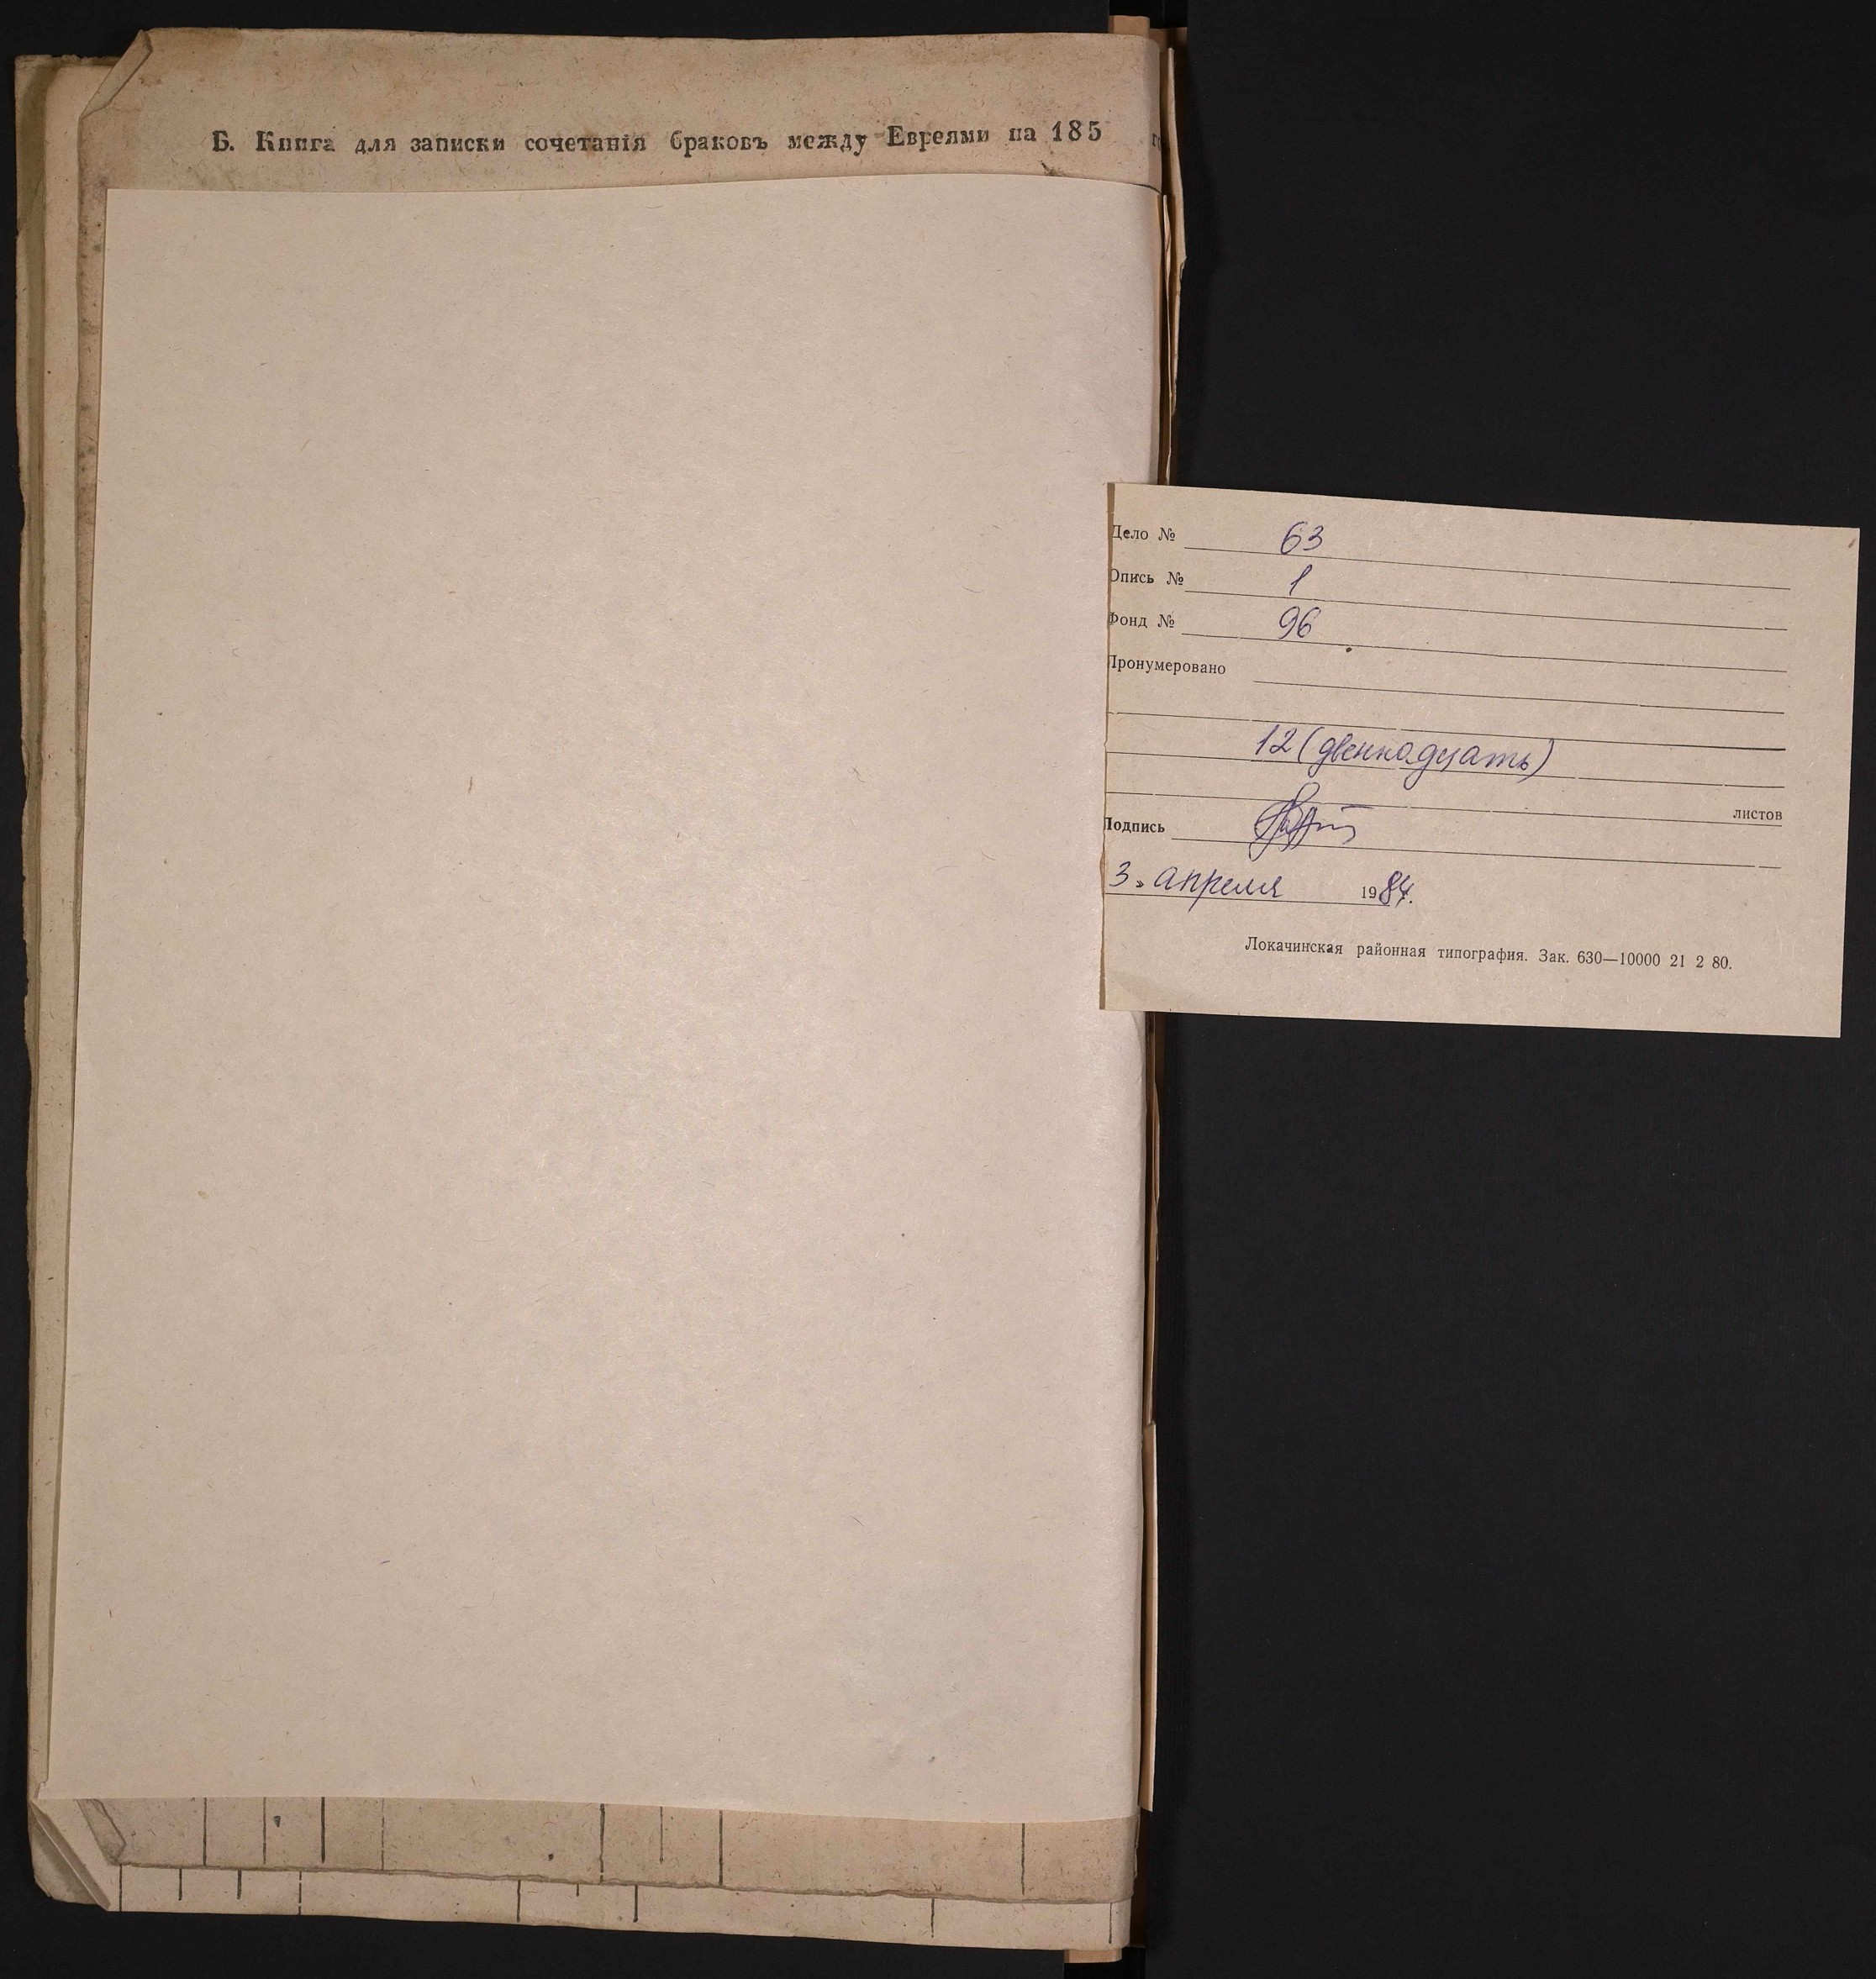 Б. Книга для записки сочетанія браковъ между Евреями на 185
Дело № 63
Опись № 1
Фонд № 96
Пронумеровано
12 (двеннадцать)
листов
Подпись
3 » апреля 1984.
Локачинская районная типография. Зак. 630—10000 21 2 80.